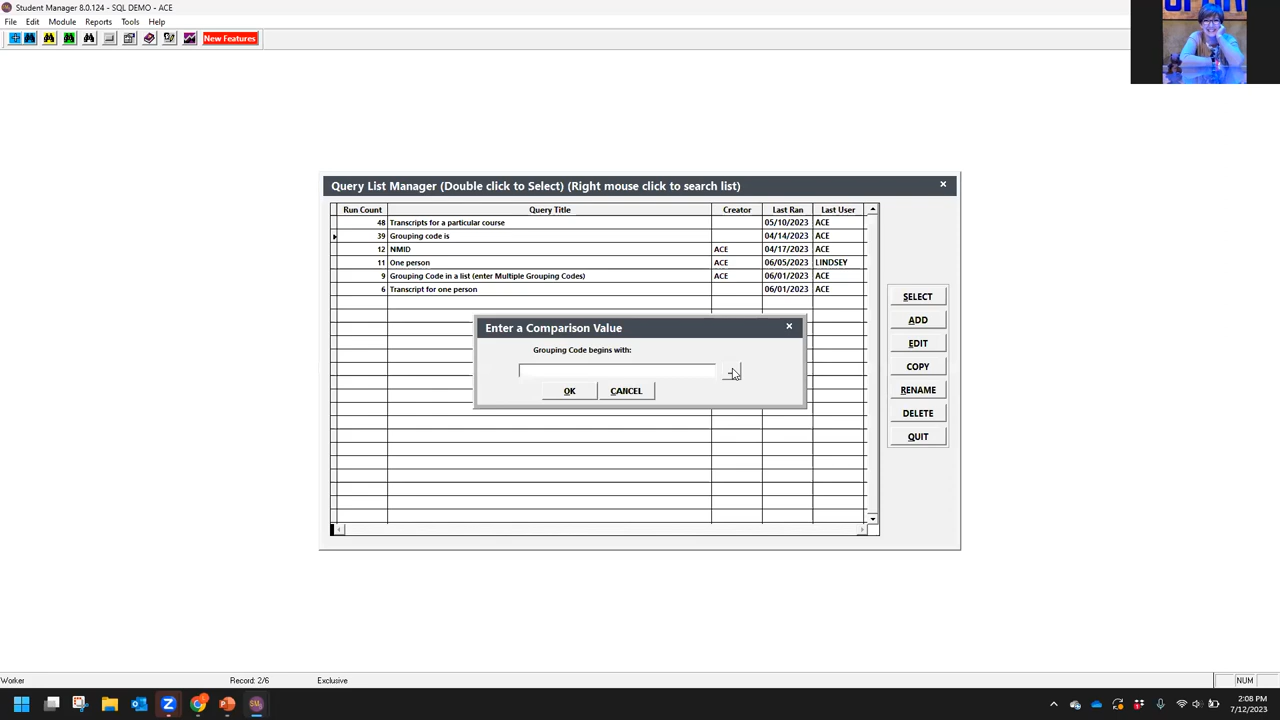 Student Manager 8.0.124 - SQL DEMO - ACE
File Edit Module Reports Tools Help
New Features
Query List Manager (Double click to Select) (Right mouse click to search list)
Run Count Query Title Creator Last Ran Last User
48 Transcripts for a particular course 05/10/2023 ACE
39 Grouping code is 04/14/2023 ACE
12 NMID ACE 04/17/2023 ACE
11 One person ACE 06/05/2023 LINDSEY
9 Grouping Code in a list (enter Multiple Grouping Codes) ACE 06/01/2023 ACE
6 Transcript for one person 06/01/2023 ACE
SELECT
ADD
EDIT
COPY
RENAME
DELETE
QUIT
Enter a Comparison Value
Grouping Code begins with:
OK CANCEL
Worker Record: 2/6 Exclusive NUM
2:08 PM
7/12/2023